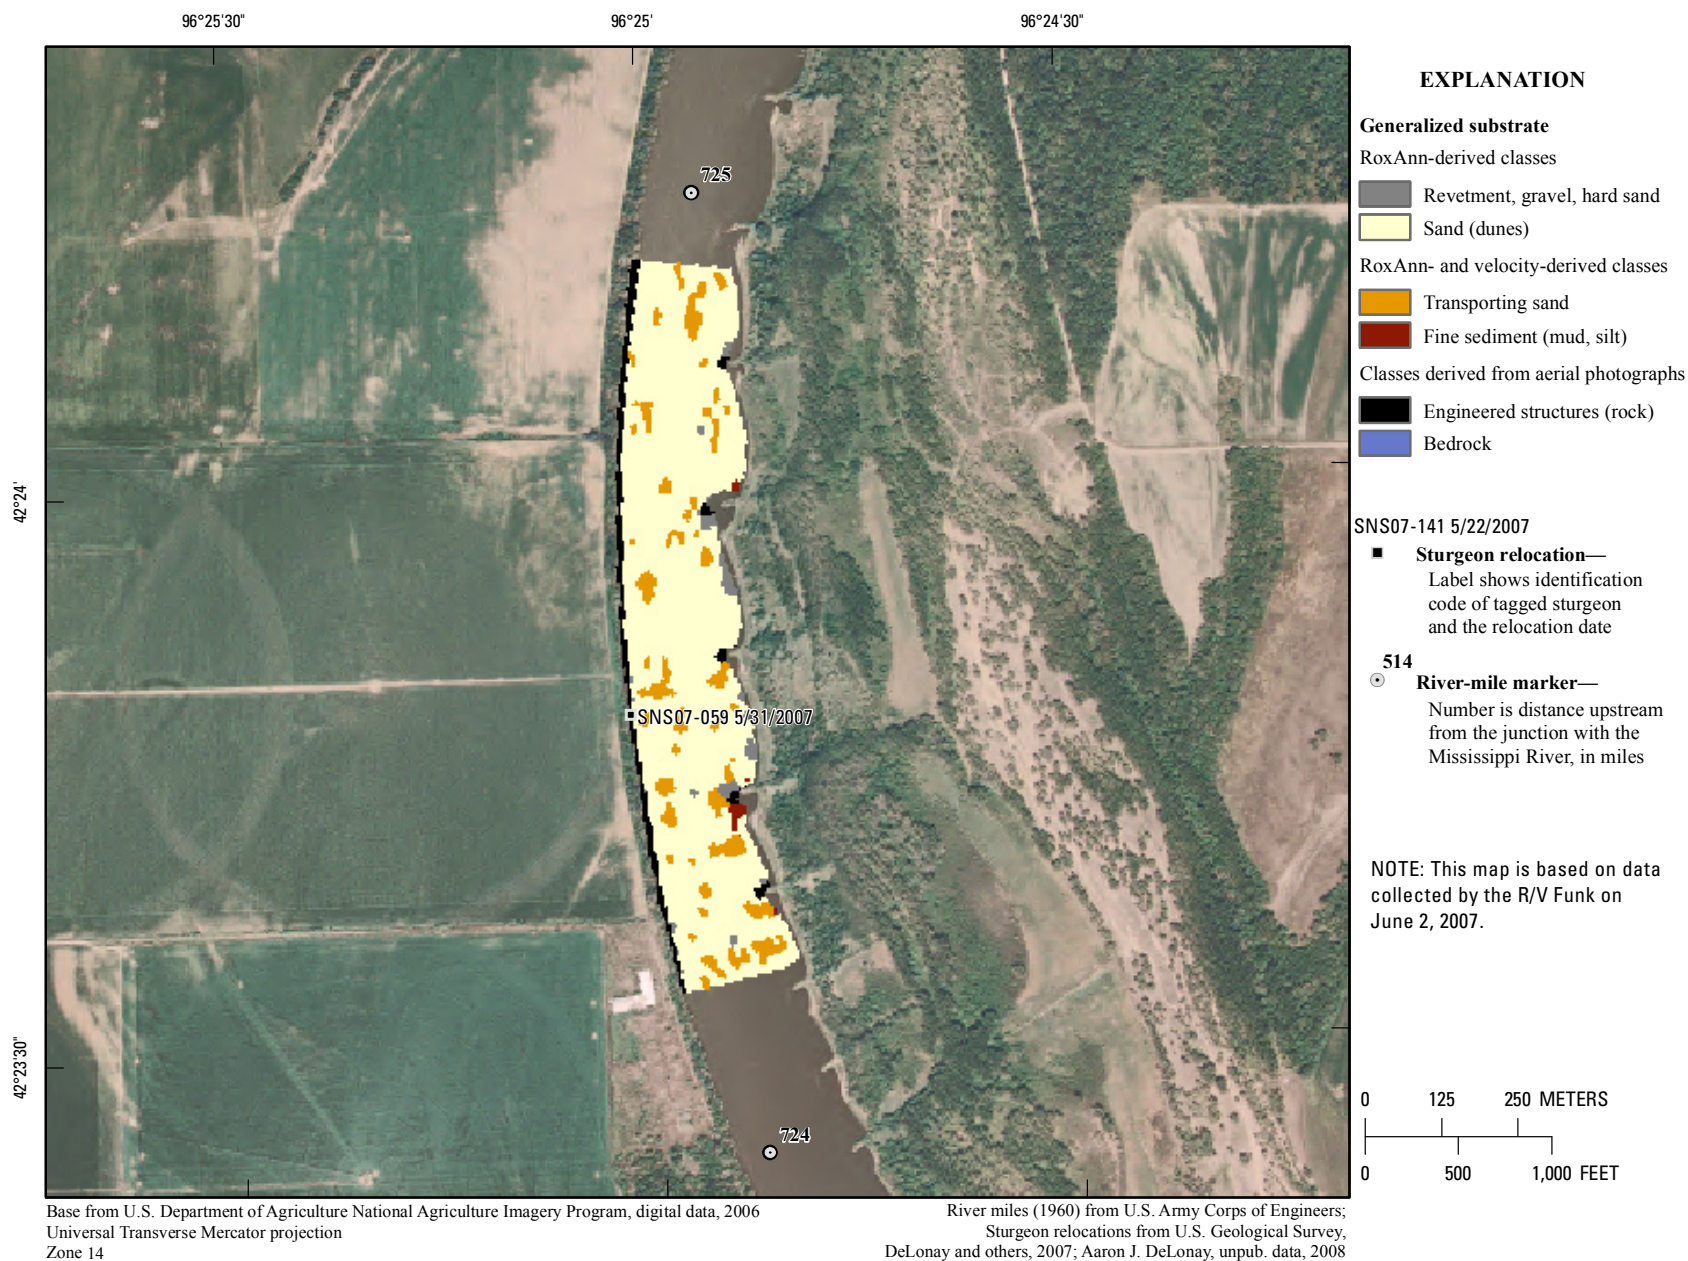 96°25'30"
96°25'
96°24'30"
42°24'
42°23'30"
725
SNS07-059 5/31/2007
724
EXPLANATION
Generalized substrate
RoxAnn-derived classes
Revetment, gravel, hard sand
Sand (dunes)
RoxAnn- and velocity-derived classes
Transporting sand
Fine sediment (mud, silt)
Classes derived from aerial photographs
Engineered structures (rock)
Bedrock
SNS07-141 5/22/2007
Sturgeon relocation—
Label shows identification
code of tagged sturgeon
and the relocation date
514
River-mile marker—
Number is distance upstream
from the junction with the
Mississippi River, in miles
NOTE: This map is based on data
collected by the R/V Funk on
June 2, 2007.
0 125 250 METERS
0 500 1,000 FEET
Base from U.S. Department of Agriculture National Agriculture Imagery Program, digital data, 2006
Universal Transverse Mercator projection
Zone 14
River miles (1960) from U.S. Army Corps of Engineers;
Sturgeon relocations from U.S. Geological Survey,
DeLonay and others, 2007; Aaron J. DeLonay, unpub. data, 2008